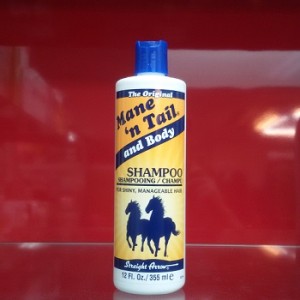 The Original
Mane
'n Tail
and Body
SHAMPOO
SHAMPOOING / CHAMPÚ
SHINY, MANAGEABLE HAIR
Straight Arrow
12 Fl. Oz./ 355 ml e